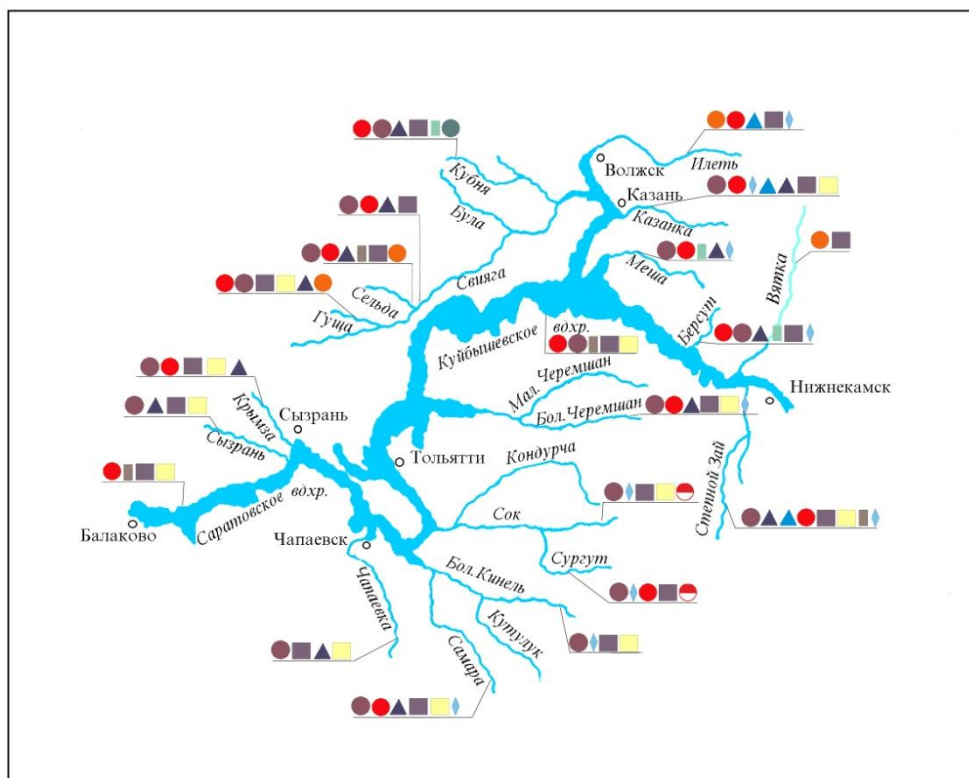 Волжск
Илеть
Кубня
Казань
Була
Казанка
Вятка
Меша
Свияга
Сельда
Гуща
Берсут
Куйбышевское вдхр.
Мал. Черемшан
Нижнекамск
Бол.Черемшан
Крымза
Сызрань
Сызрань
Тольятти
Кондурча
Степной Зай
Саратовское вдхр.
Сок
Балаково
Чапаевск
Сургут
Бол. Кинель
Чапаевка
Кутулук
Самара